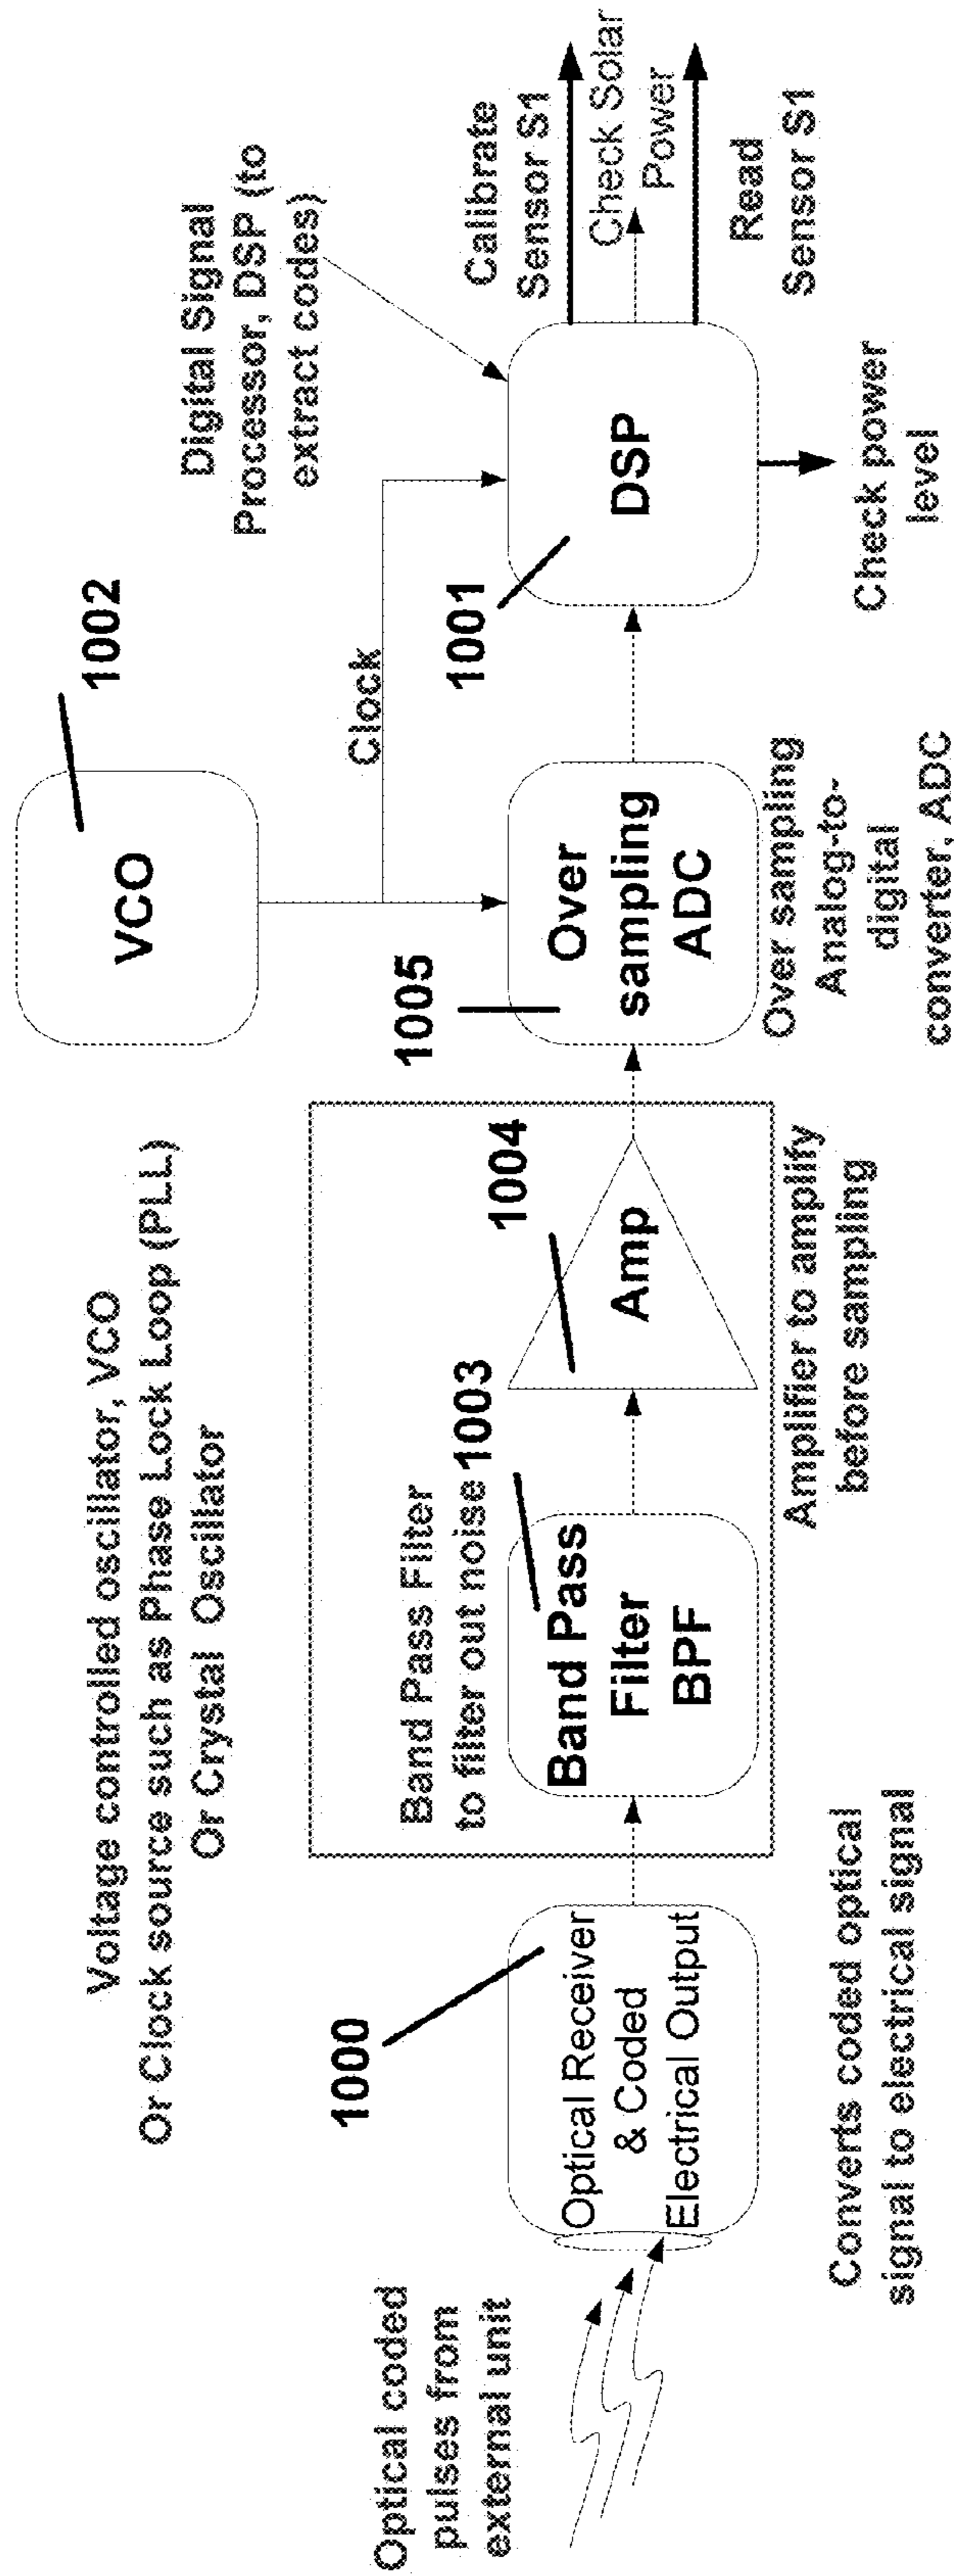 Voltage controlled oscillator, VCO
Or Clock source such as Phase Lock Loop (PLL)
Or Crystal Oscillator
VCO
1002
Clock
Digital Signal
Processor, DSP (to
extract codes)
Optical coded
pulses from
external unit
1000
Optical Receiver
& Coded
Electrical Output
Converts coded optical
signal to electrical signal
Band Pass Filter
to filter out noise
1003
Band Pass
Filter
BPF
1004
Amp
Amplifier to amplify
before sampling
1005
Over
sampling
ADC
Over sampling
Analog-to-
digital
converter, ADC
1001
DSP
Calibrate
Sensor S1
Check Solar
Power
Read
Sensor S1
Check power
level